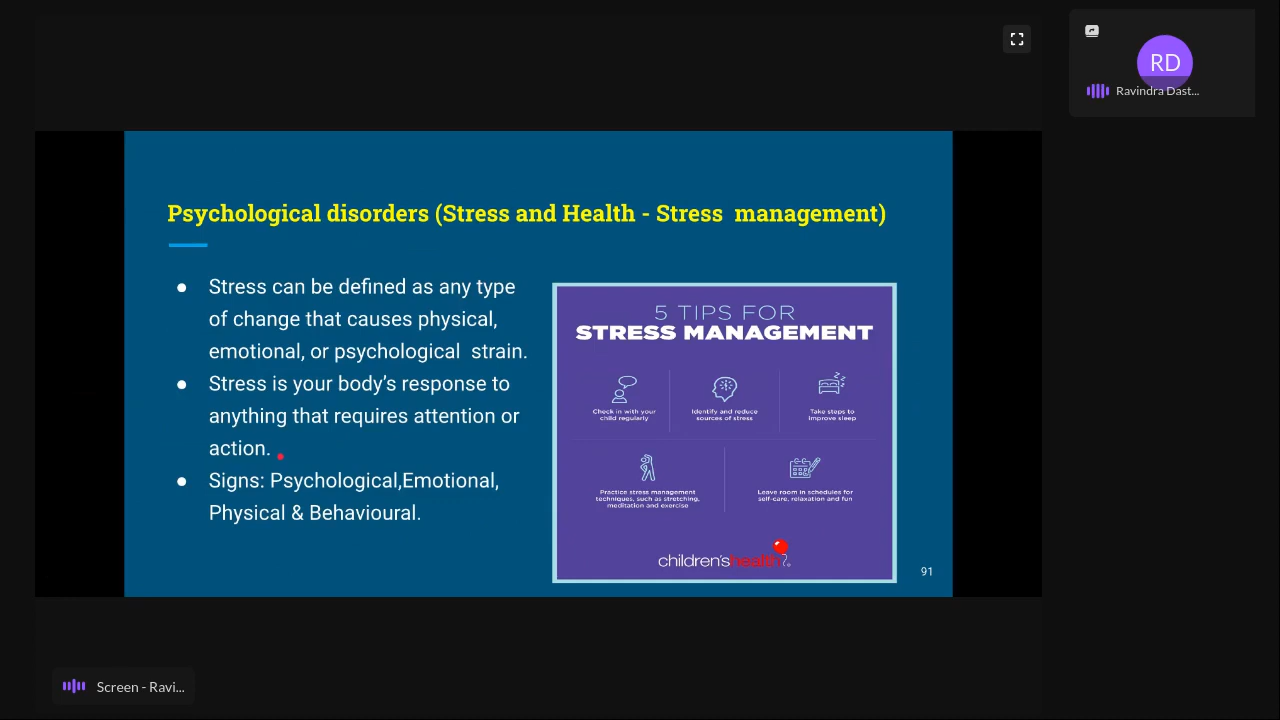 RD
Ravindra Dast...
Psychological disorders (Stress and Health - Stress management)
● Stress can be defined as any type
of change that causes physical,
emotional, or psychological strain.
● Stress is your body's response to
anything that requires attention or
action.
● Signs: Psychological,Emotional,
Physical & Behavioural.
5 TIPS FOR
STRESS MANAGEMENT
Check in with your
child regularly
Identify and reduce
sources of stress
Take steps to
improve sleep
Practice stress management
techniques, such as stretching,
meditation and exercise
Leave room in schedules for
self-care, relaxation and fun
children'shealth
91
Screen - Ravi...